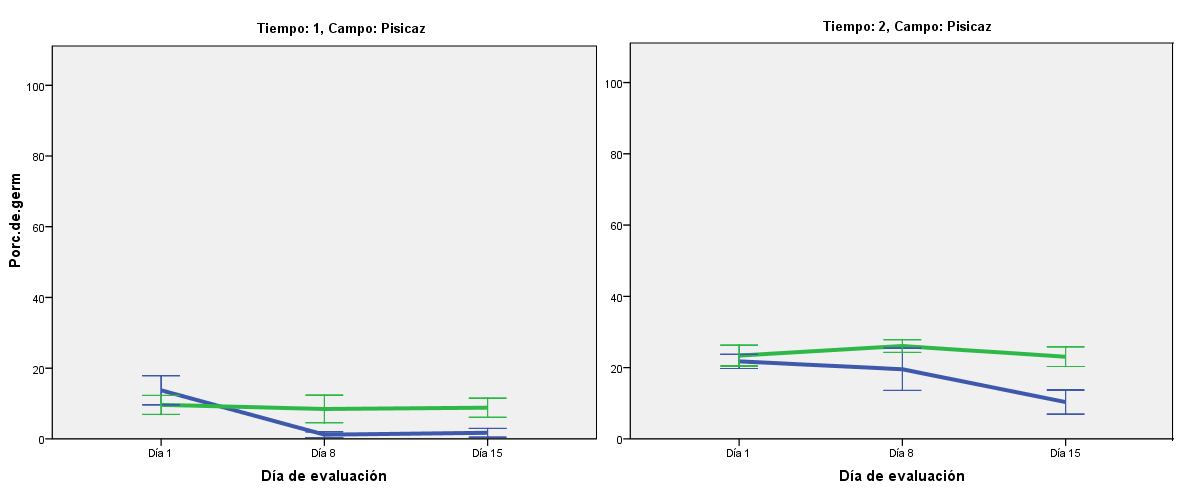 Tiempo: 1, Campo: Pisicaz
Porc.de.germ
100
80
60
40
20
0
Día 1
Día 8
Día 15
Día de evaluación
Tiempo: 2, Campo: Pisicaz
100
80
60
40
20
0
Día 1
Día 8
Día 15
Día de evaluación